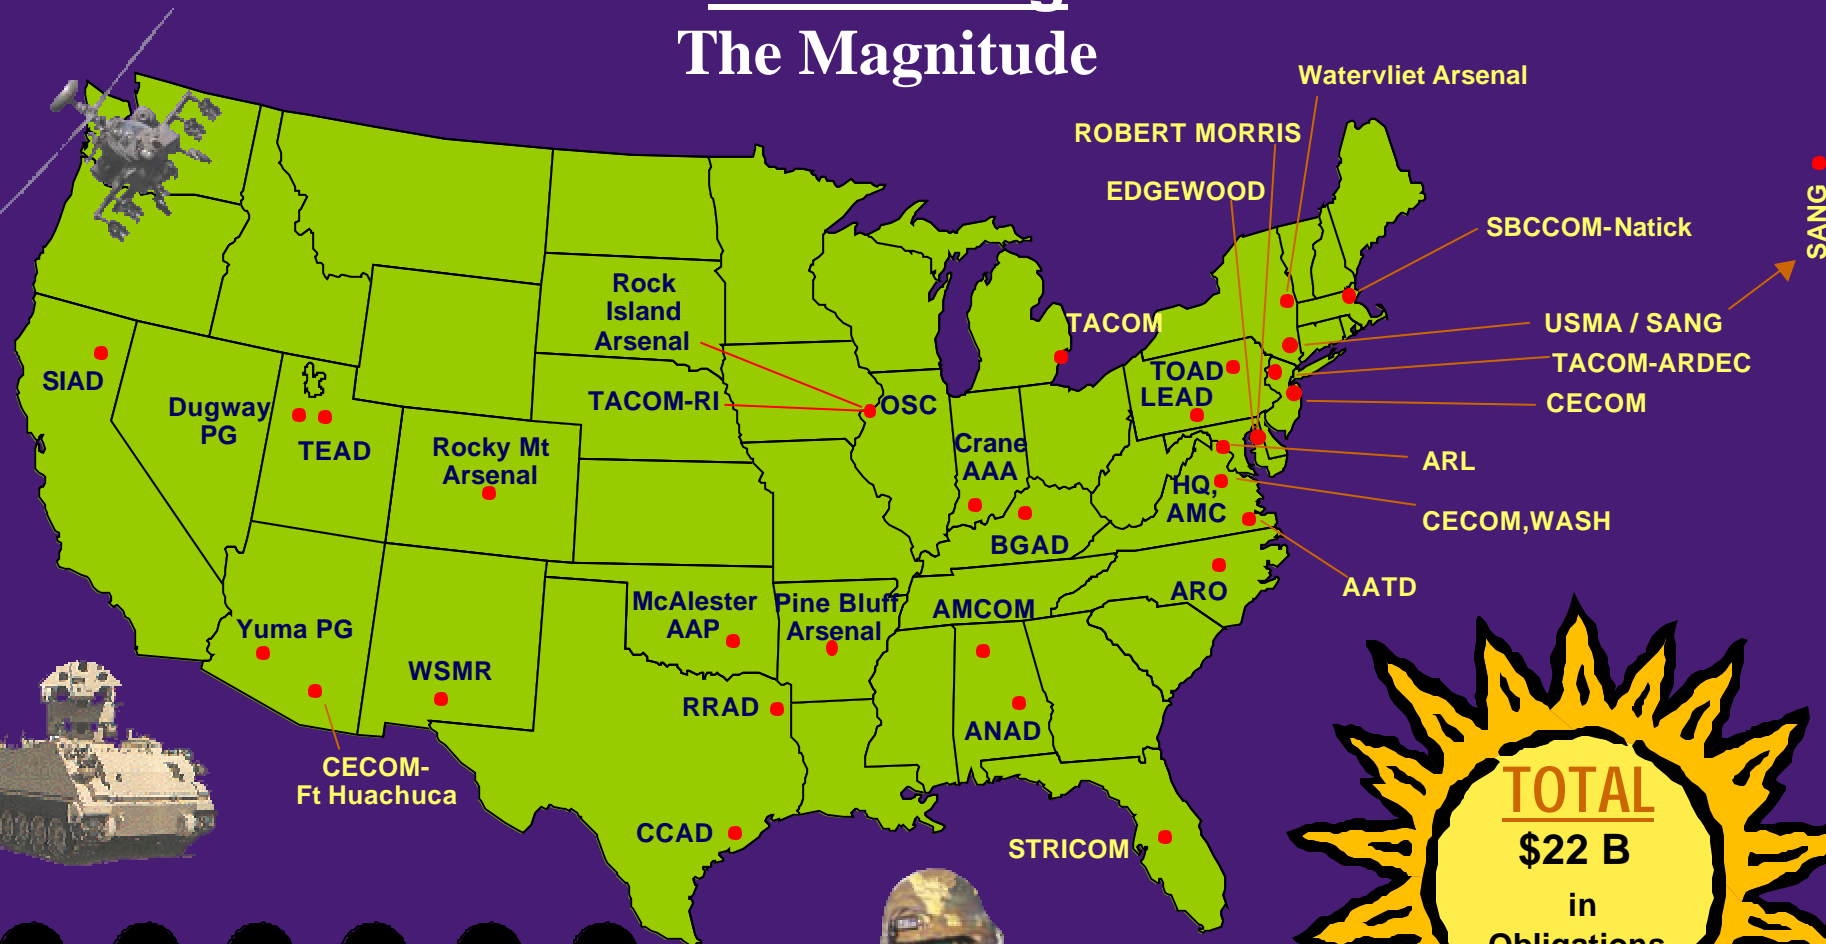 The Magnitude
Watervliet Arsenal
ROBERT MORRIS
EDGEWOOD
SBCCOM-Natick
SANG
USMA / SANG
TACOM
TACOM-ARDEC
CECOM
Rock
Island
Arsenal
TACOM-RI
OSC
TOAD
LEAD
SIAD
Dugway
PG
TEAD
Rocky Mt
Arsenal
Crane
AAA
ARL
HQ,
AMC
CECOM,WASH
BGAD
AATD
ARO
McAlester
AAP
Pine Bluff
Arsenal
AMCOM
Yuma PG
WSMR
RRAD
ANAD
CECOM-
Ft Huachuca
CCAD
STRICOM
TOTAL
$22 B
in
Obligations